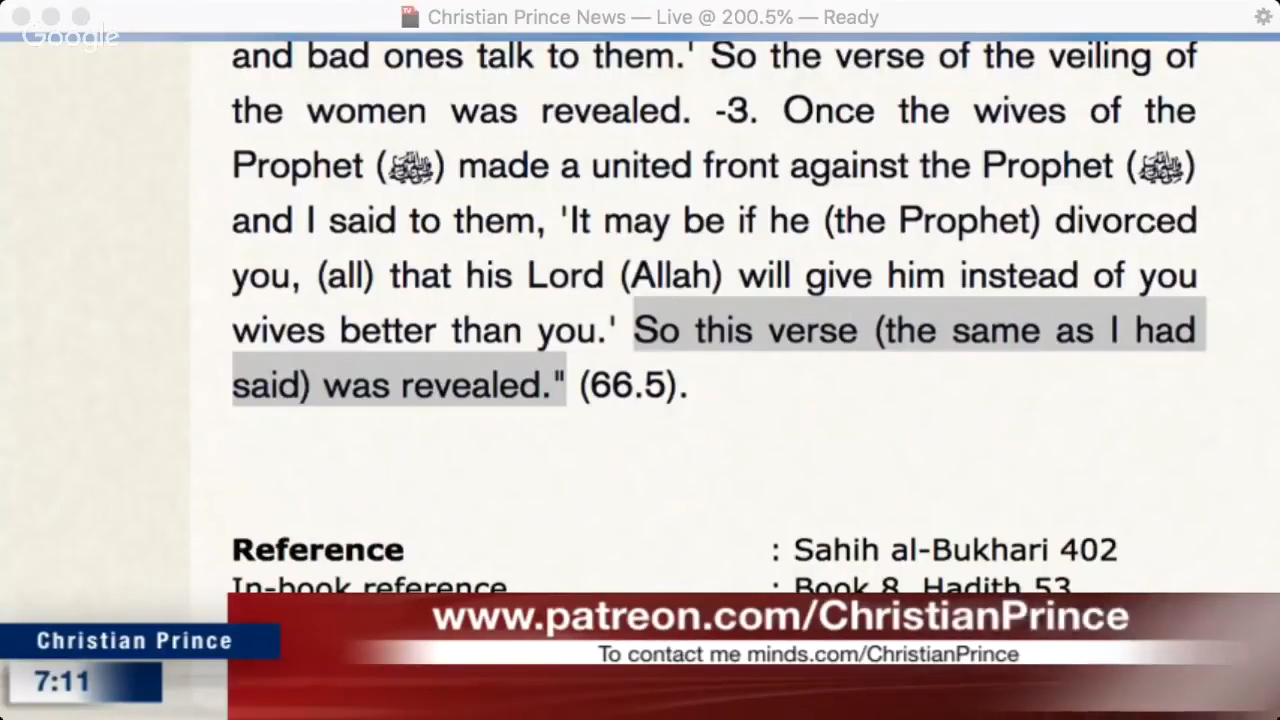 Christian Prince News — Live @ 200.5% — Ready
Google
and bad ones talk to them.' So the verse of the veiling of
the women was revealed. -3. Once the wives of the
Prophet (ﷺ) made a united front against the Prophet (ﷺ)
and I said to them, 'It may be if he (the Prophet) divorced
you, (all) that his Lord (Allah) will give him instead of you
wives better than you.' So this verse (the same as I had
said) was revealed." (66.5).
Reference : Sahih al-Bukhari 402
In-book reference : Book 8, Hadith 53
www.patreon.com/ChristianPrince
To contact me minds.com/ChristianPrince
Christian Prince
7:11